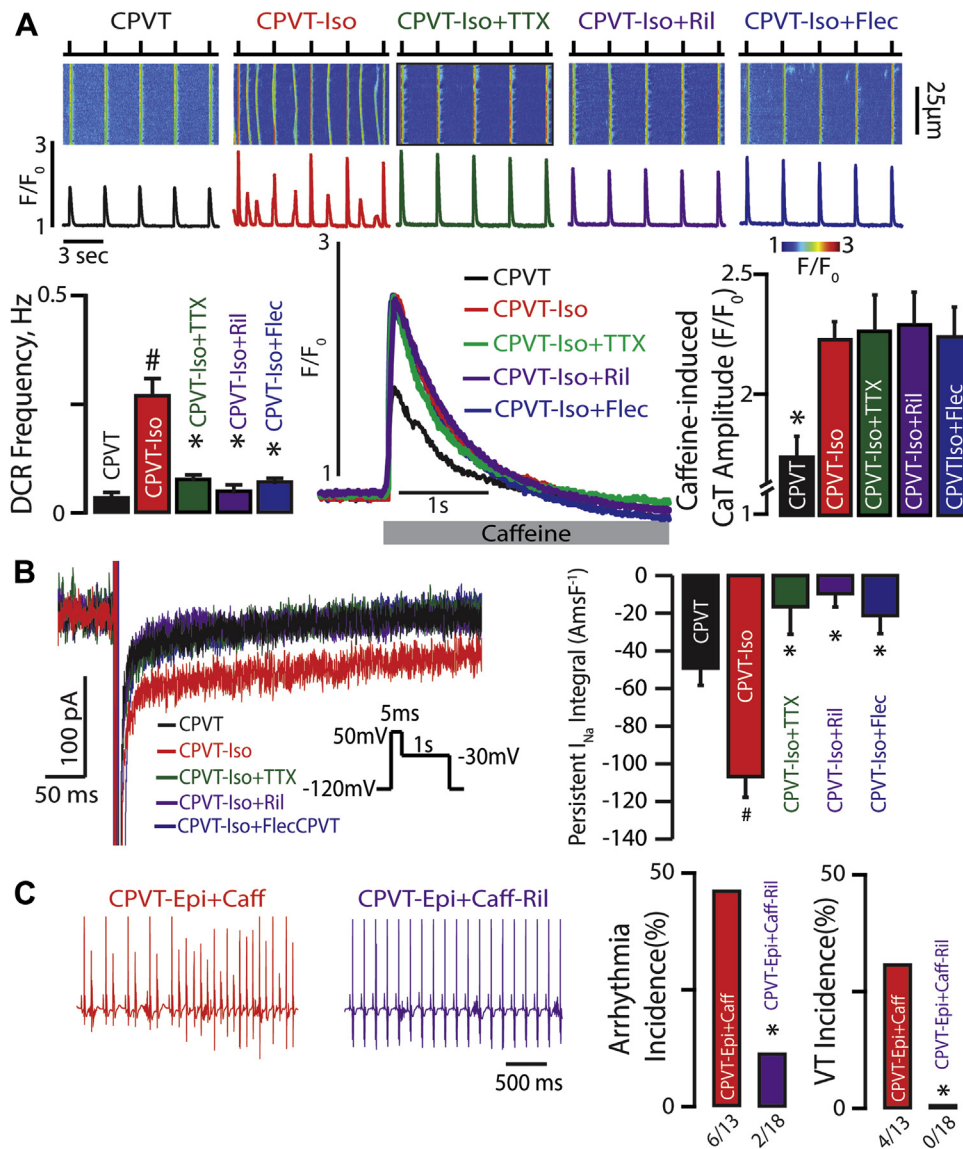 A
CPVT
CPVT-Iso
CPVT-Iso+TTX
CPVT-Iso+Ril
CPVT-Iso+Flec
25μm
3
F/F0
1
3 sec
1
3
F/F0
DCR Frequency, Hz
0.5
0
CPVT
CPVT-Iso
#
* CPVT-Iso+TTX
* CPVT-Iso+Ril
* CPVT-Iso+Flec
3
F/F0
1
CPVT
CPVT-Iso
CPVT-Iso+TTX
CPVT-Iso+Ril
CPVT-Iso+Flec
1s
Caffeine
Caffeine-induced
CaT Amplitude (F/F0)
2.5
2
1
*
CPVT
CPVT-Iso
CPVT-Iso+TTX
CPVT-Iso+Ril
CPVTIso+Flec
B
100 pA
50 ms
CPVT
CPVT-Iso
CPVT-Iso+TTX
CPVT-Iso+Ril
CPVT-Iso+FlecCPVT
5ms
50mV
1s
-30mV
-120mV
Persistent INa Integral (AmsF-1)
0
-20
-40
-60
-80
-100
-120
-140
CPVT
CPVT-Iso
#
*
CPVT-Iso+TTX
*
CPVT-Iso+Ril
*
CPVT-Iso+Flec
C
CPVT-Epi+Caff
CPVT-Epi+Caff-Ril
500 ms
Arrhythmia
Incidence(%)
50
0
CPVT-Epi+Caff
* CPVT-Epi+Caff-Ril
6/13
2/18
VT Incidence(%)
50
0
CPVT-Epi+Caff
* CPVT-Epi+Caff-Ril
4/13
0/18